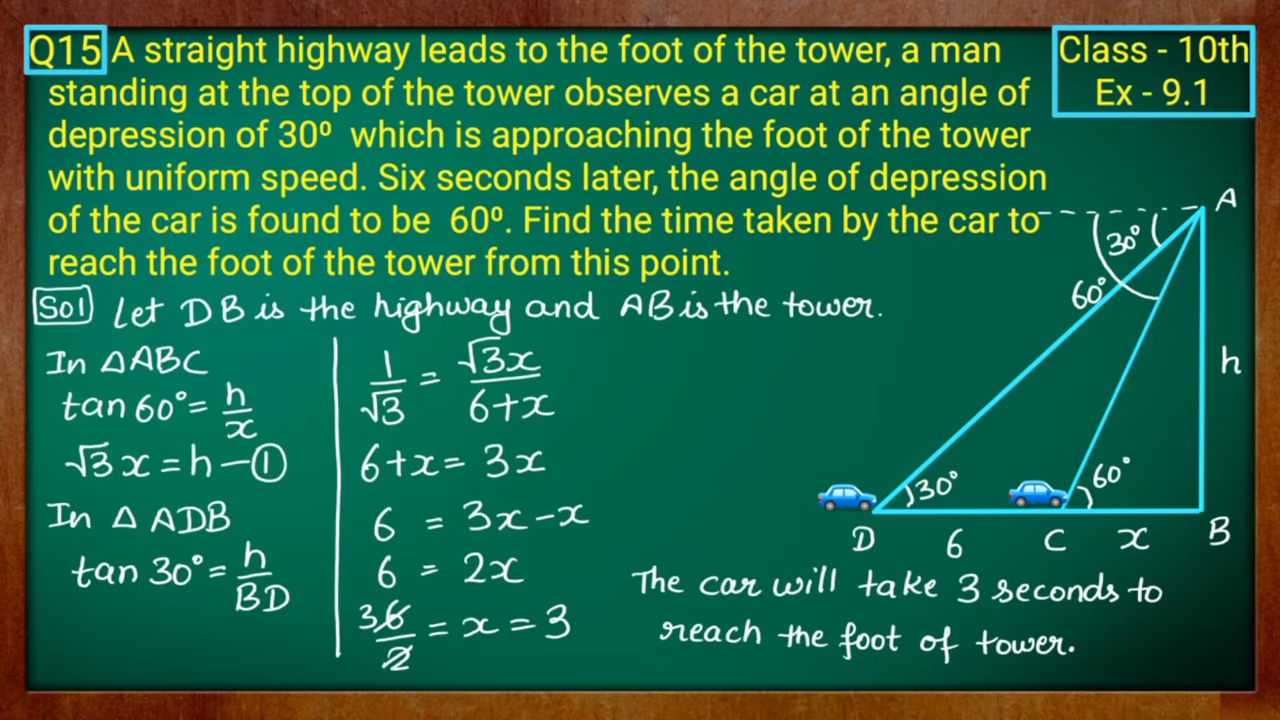 Q15 A straight highway leads to the foot of the tower, a man
standing at the top of the tower observes a car at an angle of
depression of 30⁰ which is approaching the foot of the tower
with uniform speed. Six seconds later, the angle of depression
of the car is found to be 60⁰. Find the time taken by the car to
reach the foot of the tower from this point.
Class - 10th
Ex - 9.1
Sol Let DB is the highway and AB is the tower.
In △ABC
tan 60° = h/x
√3x = h — ①
In △ ADB
tan 30° = h/BD
1/√3 = √3x/(6+x)
6+x = 3x
6 = 3x-x
6 = 2x
3 6/2 = x = 3
A
30°
60°
h
30°
60°
D 6 C x B
The car will take 3 seconds to
reach the foot of tower.